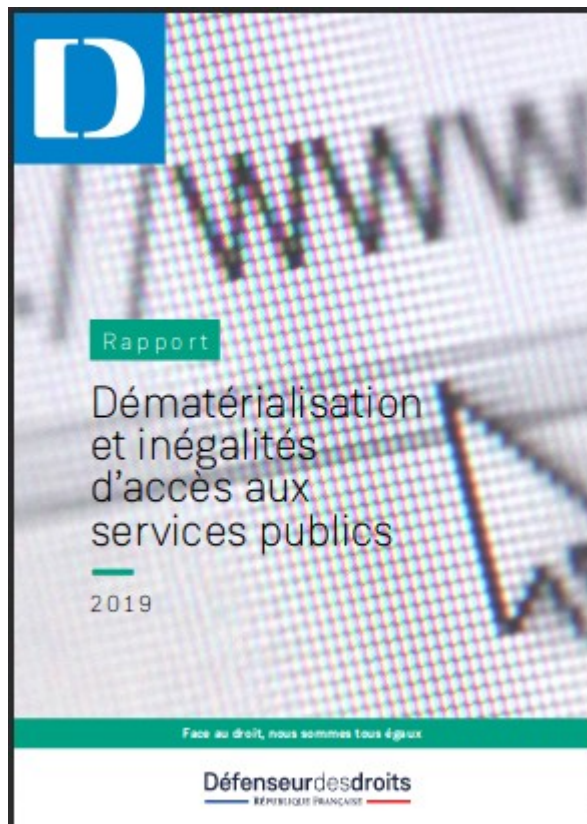 D
://www
Rapport
Dématérialisation
et inégalités
d'accès aux
services publics
2019
Face au droit, nous sommes tous égaux
Défenseurdesdroits
RÉPUBLIQUE FRANÇAISE